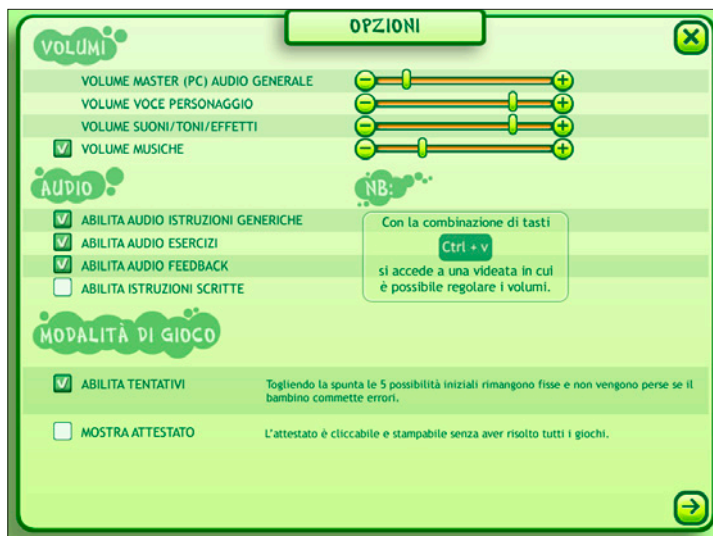 OPZIONI
VOLUMI
VOLUME MASTER (PC) AUDIO GENERALE
VOLUME VOCE PERSONAGGIO
VOLUME SUONI/TONI/EFFETTI
VOLUME MUSICHE
AUDIO
ABILITA AUDIO ISTRUZIONI GENERICHE
ABILITA AUDIO ESERCIZI
ABILITA AUDIO FEEDBACK
ABILITA ISTRUZIONI SCRITTE
NB:
Con la combinazione di tasti
Ctrl + v
si accede a una videata in cui
è possibile regolare i volumi.
MODALITÀ DI GIOCO
ABILITA TENTATIVI
Togliendo la spunta le 5 possibilità iniziali rimangono fisse e non vengono perse se il
bambino commette errori.
MOSTRA ATTESTATO
L'attestato è cliccabile e stampabile senza aver risolto tutti i giochi.